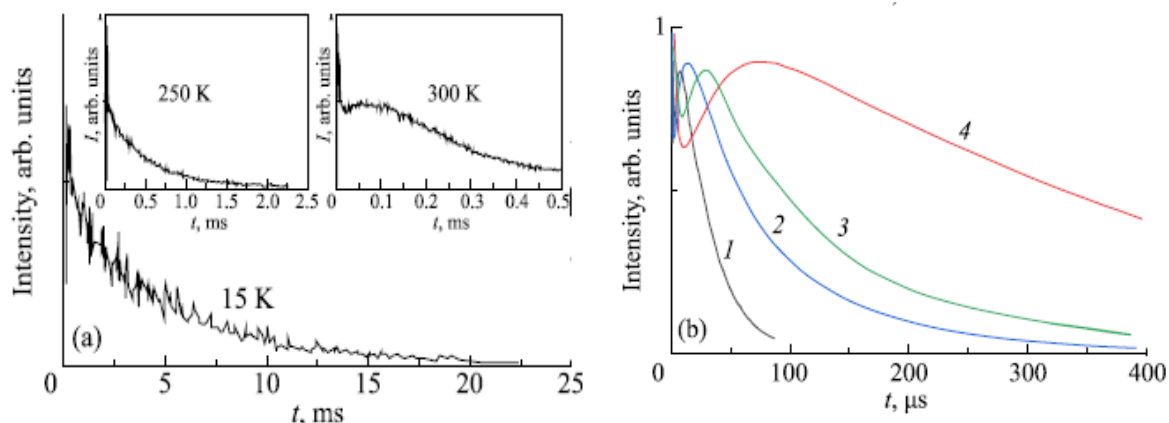 Intensity, arb. units
I, arb. units
250 K
0 0.5 1.0 1.5 2.0 2.5
t, ms
I, arb. units
300 K
0 0.1 0.2 0.3 0.4 0.5
t, ms
15 K
(a)
0 5 10 15 20 25
t, ms
1
Intensity, arb. units
4
3
2
1
(b)
0 100 200 300 400
t, μs